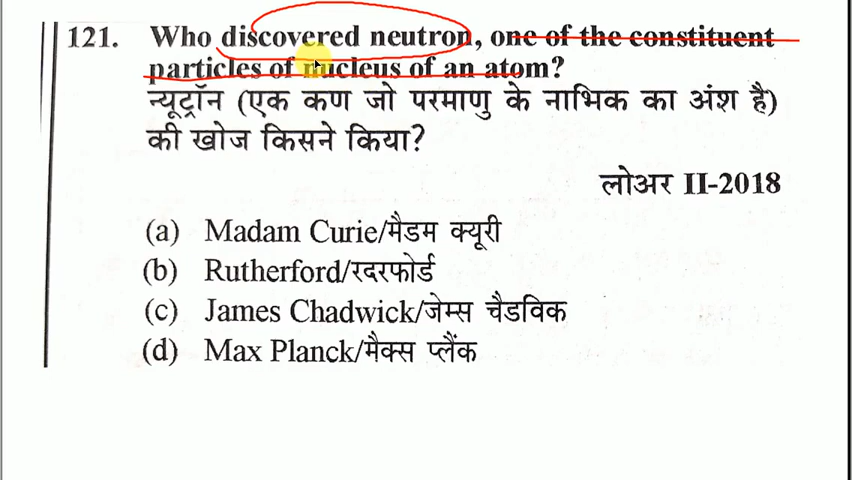 121. Who discovered neutron, one of the constituent
particles of nucleus of an atom?
न्यूट्रॉन (एक कण जो परमाणु के नाभिक का अंश है)
की खोज किसने किया?
लोअर II-2018
(a) Madam Curie/मैडम क्यूरी
(b) Rutherford/रदरफोर्ड
(c) James Chadwick/जेम्स चैडविक
(d) Max Planck/मैक्स प्लैंक